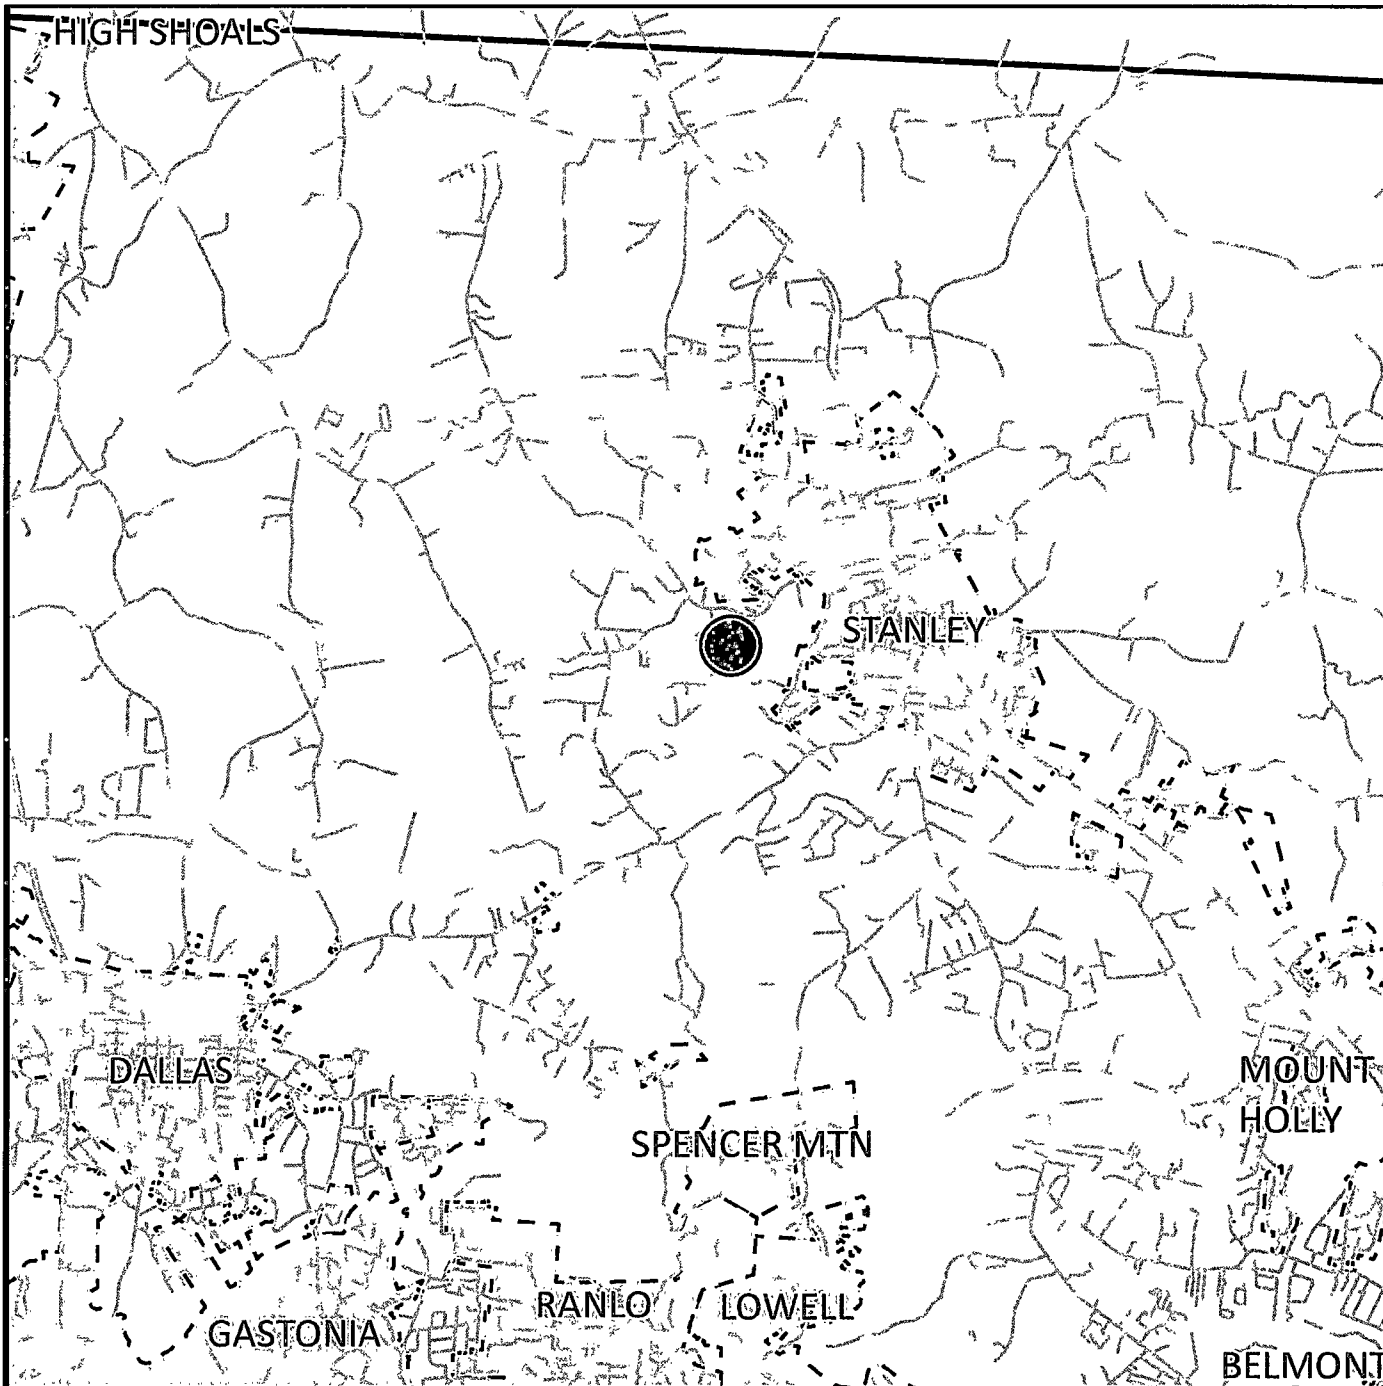 HIGH SHOALS
STANLEY
DALLAS
MOUNT
HOLLY
SPENCER MTN
RANLO
LOWELL
GASTONIA
BELMONT